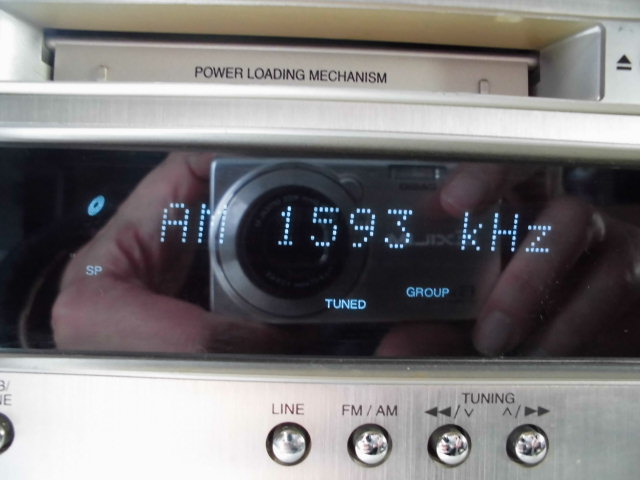 POWER LOADING MECHANISM
AM 1593 kHz
SP
TUNED
GROUP
LINE
FM / AM
TUNING